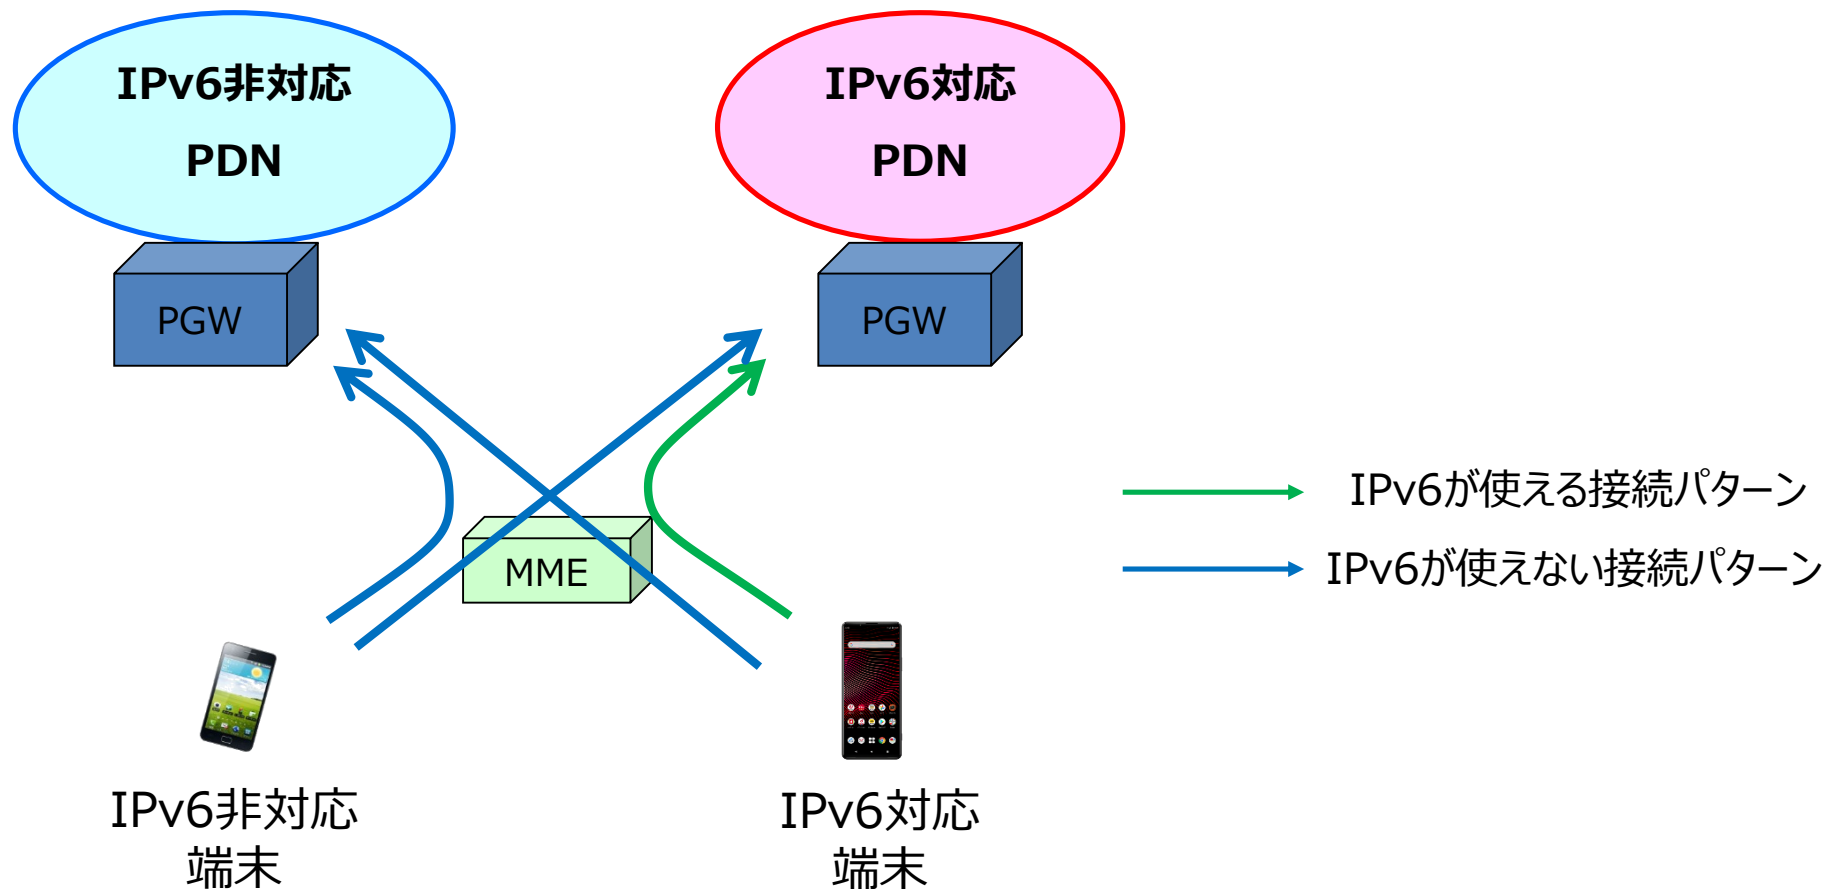 IPv6非対応
PDN
IPv6対応
PDN
PGW
PGW
MME
IPv6が使える接続パターン
IPv6が使えない接続パターン
IPv6非対応
端末
IPv6対応
端末